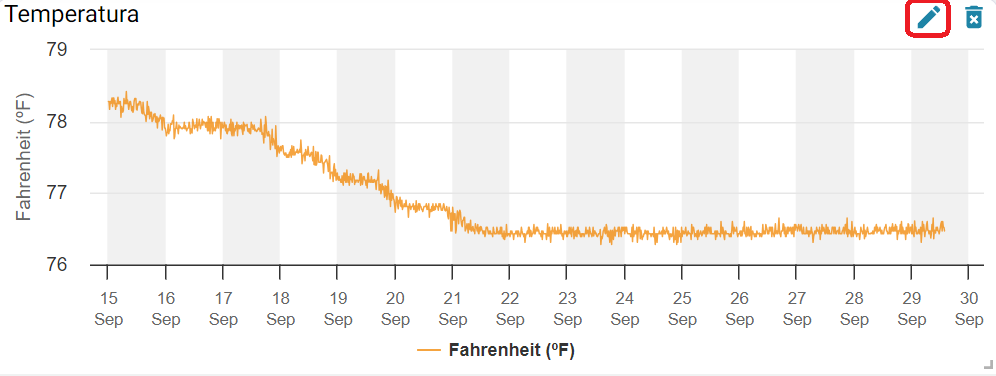 Temperatura
79
78
77
76
Fahrenheit (ºF)
15 16 17 18 19 20 21 22 23 24 25 26 27 28 29 30
Sep Sep Sep Sep Sep Sep Sep Sep Sep Sep Sep Sep Sep Sep Sep Sep
Fahrenheit (ºF)